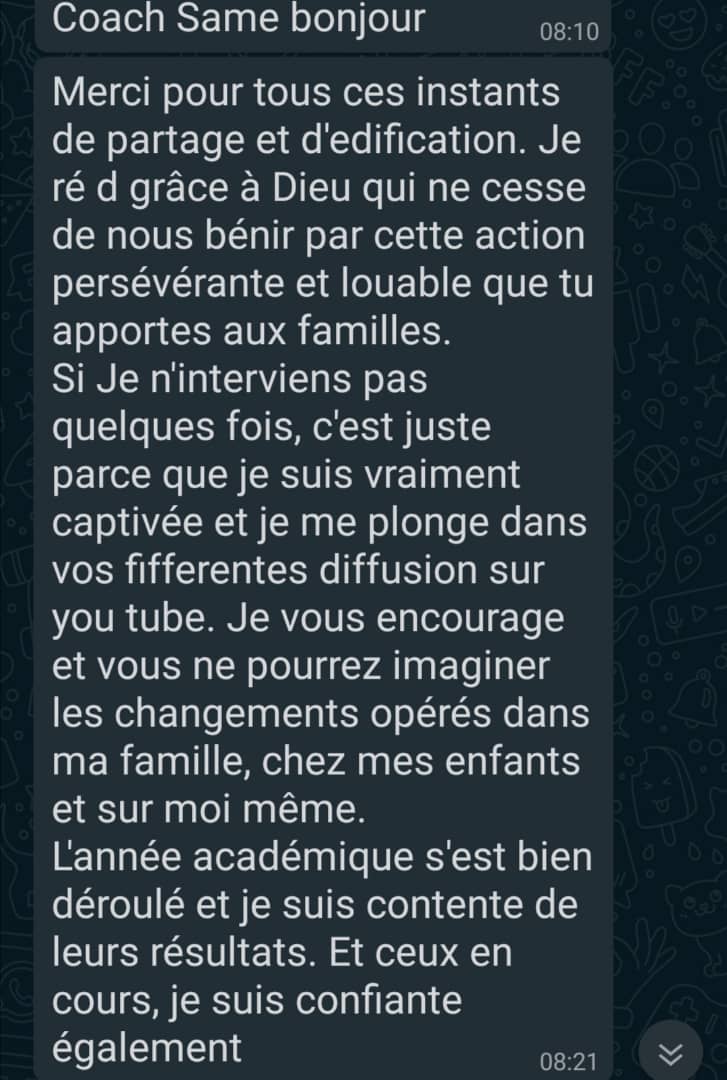 Coach Same bonjour
08:10
Merci pour tous ces instants
de partage et d'edification. Je
ré d grâce à Dieu qui ne cesse
de nous bénir par cette action
persévérante et louable que tu
apportes aux familles.
Si Je n'interviens pas
quelques fois, c'est juste
parce que je suis vraiment
captivée et je me plonge dans
vos fifferentes diffusion sur
you tube. Je vous encourage
et vous ne pourrez imaginer
les changements opérés dans
ma famille, chez mes enfants
et sur moi même.
L'année académique s'est bien
déroulé et je suis contente de
leurs résultats. Et ceux en
cours, je suis confiante
également
08:21